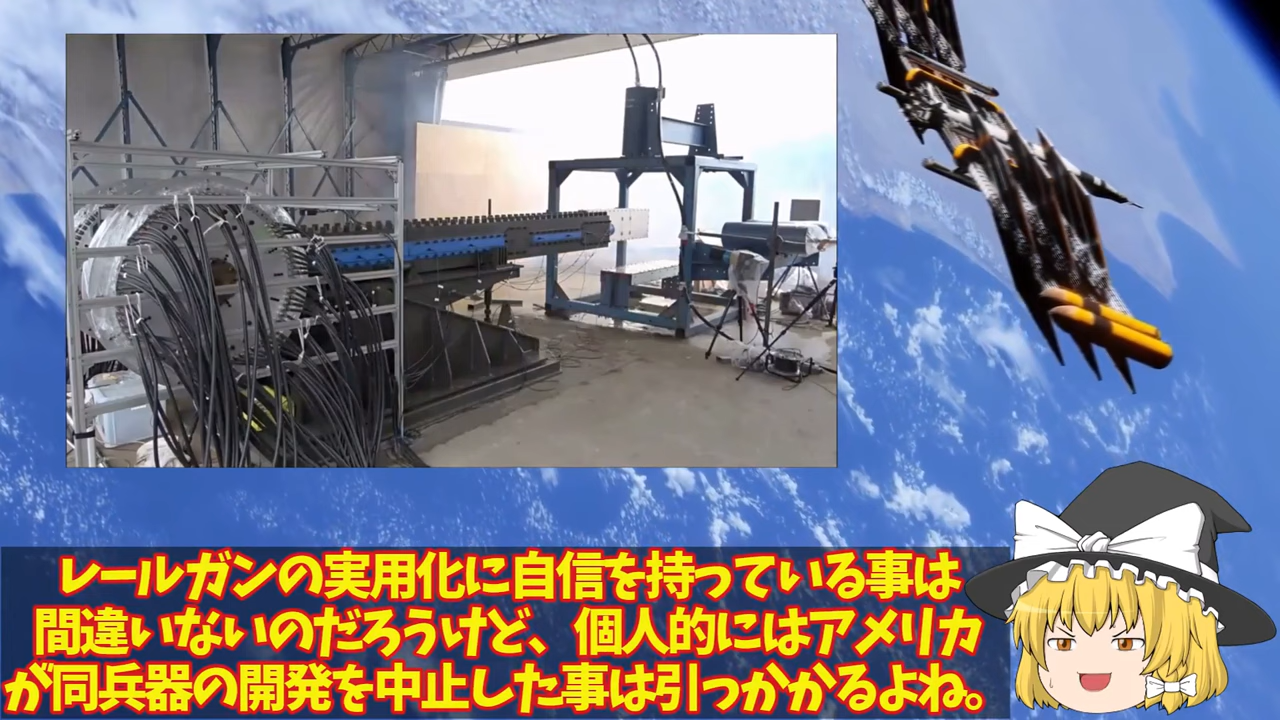 レールガンの実用化に自信を持っている事は
間違いないのだろうけど、個人的にはアメリカ
が同兵器の開発を中止した事は引っかかるよね。